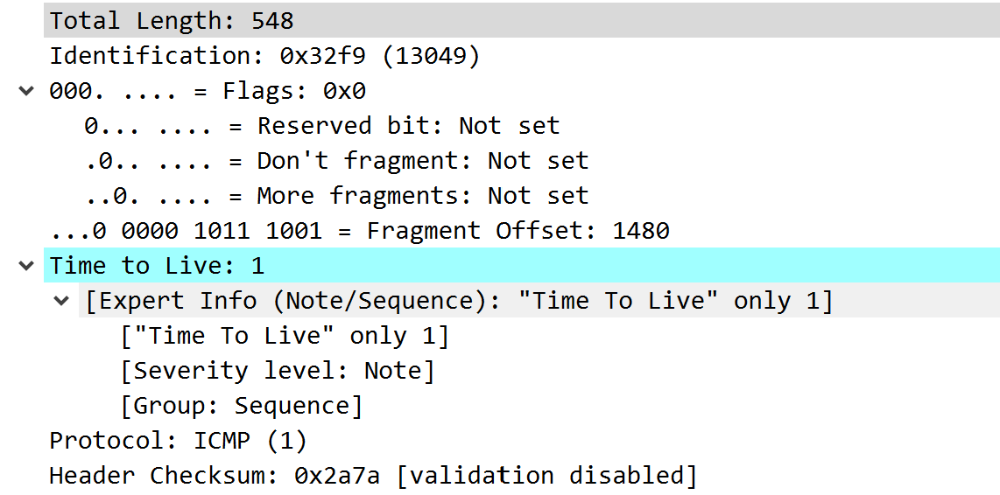 Total Length: 548
Identification: 0x32f9 (13049)
000. .... = Flags: 0x0
0... .... = Reserved bit: Not set
.0.. .... = Don't fragment: Not set
..0. .... = More fragments: Not set
...0 0000 1011 1001 = Fragment Offset: 1480
Time to Live: 1
[Expert Info (Note/Sequence): "Time To Live" only 1]
["Time To Live" only 1]
[Severity level: Note]
[Group: Sequence]
Protocol: ICMP (1)
Header Checksum: 0x2a7a [validation disabled]